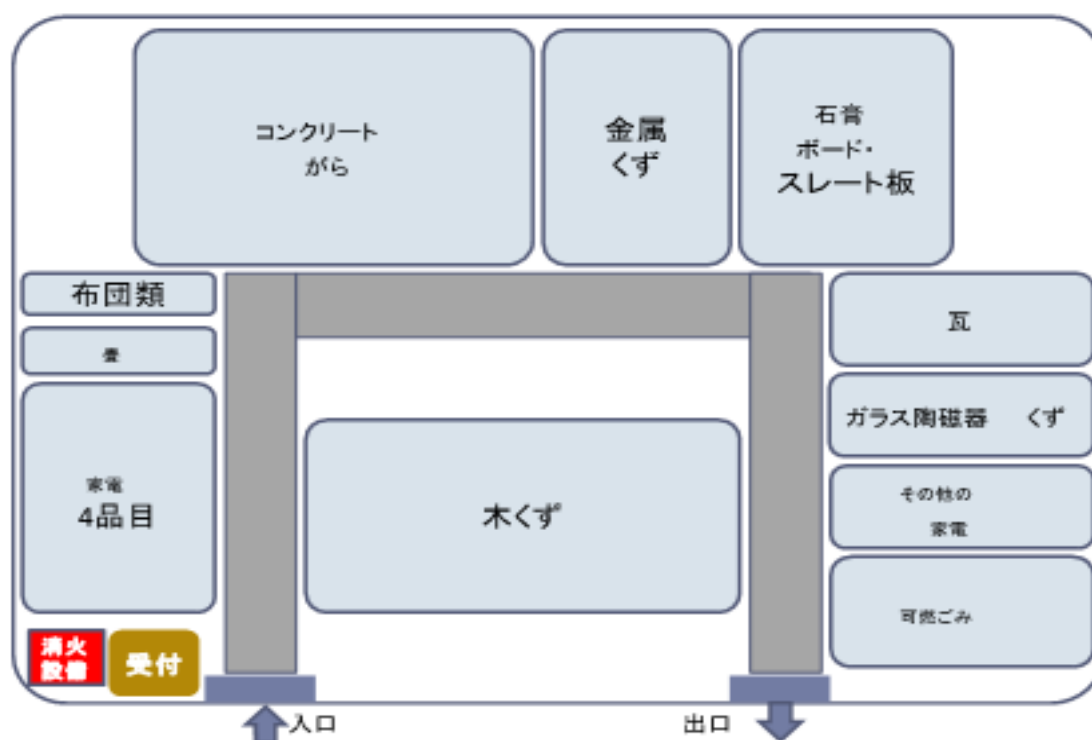 コンクリート
がら
金属
くず
石膏
ボード・
スレート板
布団類
畳
家電
4品目
木くず
瓦
ガラス陶磁器 くず
その他の
家電
可燃ごみ
消火
設備
受付
入口
出口